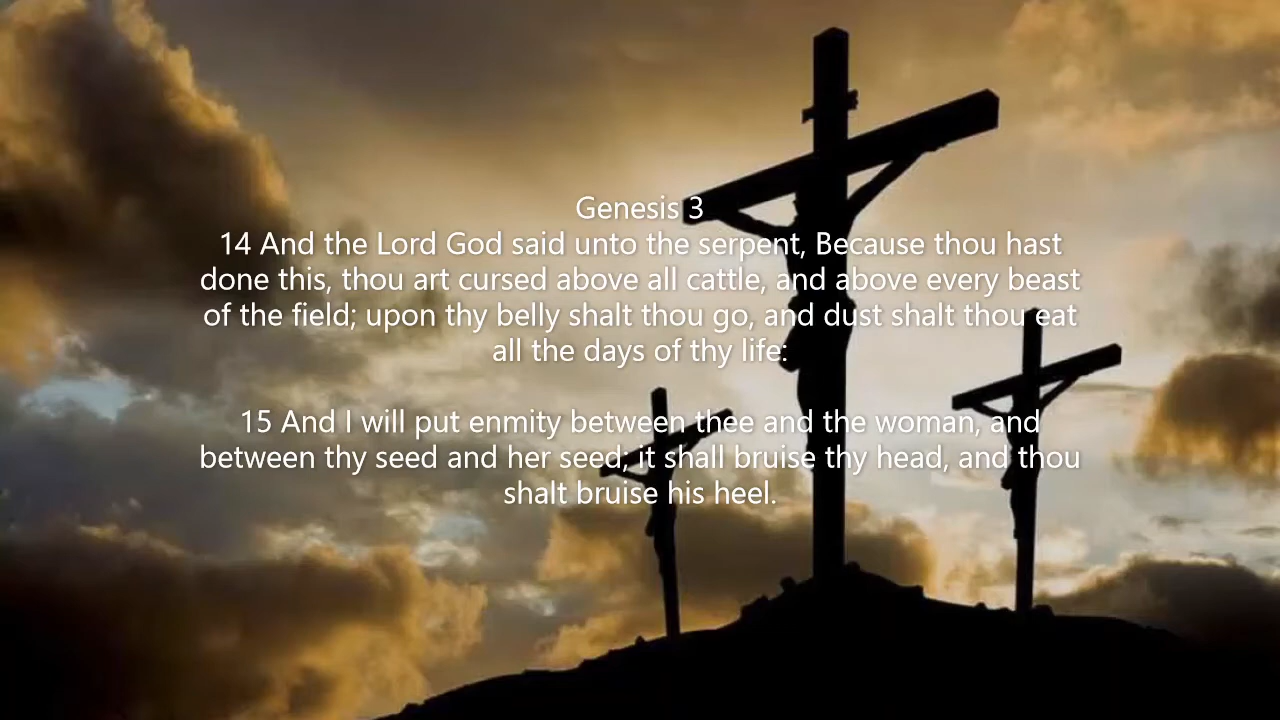 Genesis 3
14 And the Lord God said unto the serpent, Because thou hast
done this, thou art cursed above all cattle, and above every beast
of the field; upon thy belly shalt thou go, and dust shalt thou eat
all the days of thy life:
15 And I will put enmity between thee and the woman, and
between thy seed and her seed; it shall bruise thy head, and thou
shalt bruise his heel.